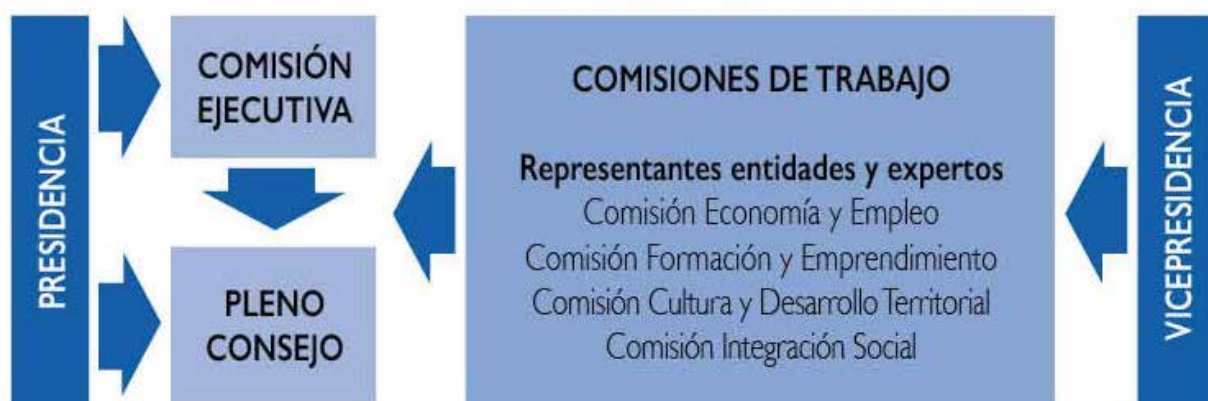 PRESIDENCIA
COMISIÓN
EJECUTIVA
PLENO
CONSEJO
COMISIONES DE TRABAJO
Representantes entidades y expertos
Comisión Economía y Empleo
Comisión Formación y Emprendimiento
Comisión Cultura y Desarrollo Territorial
Comisión Integración Social
VICEPRESIDENCIA